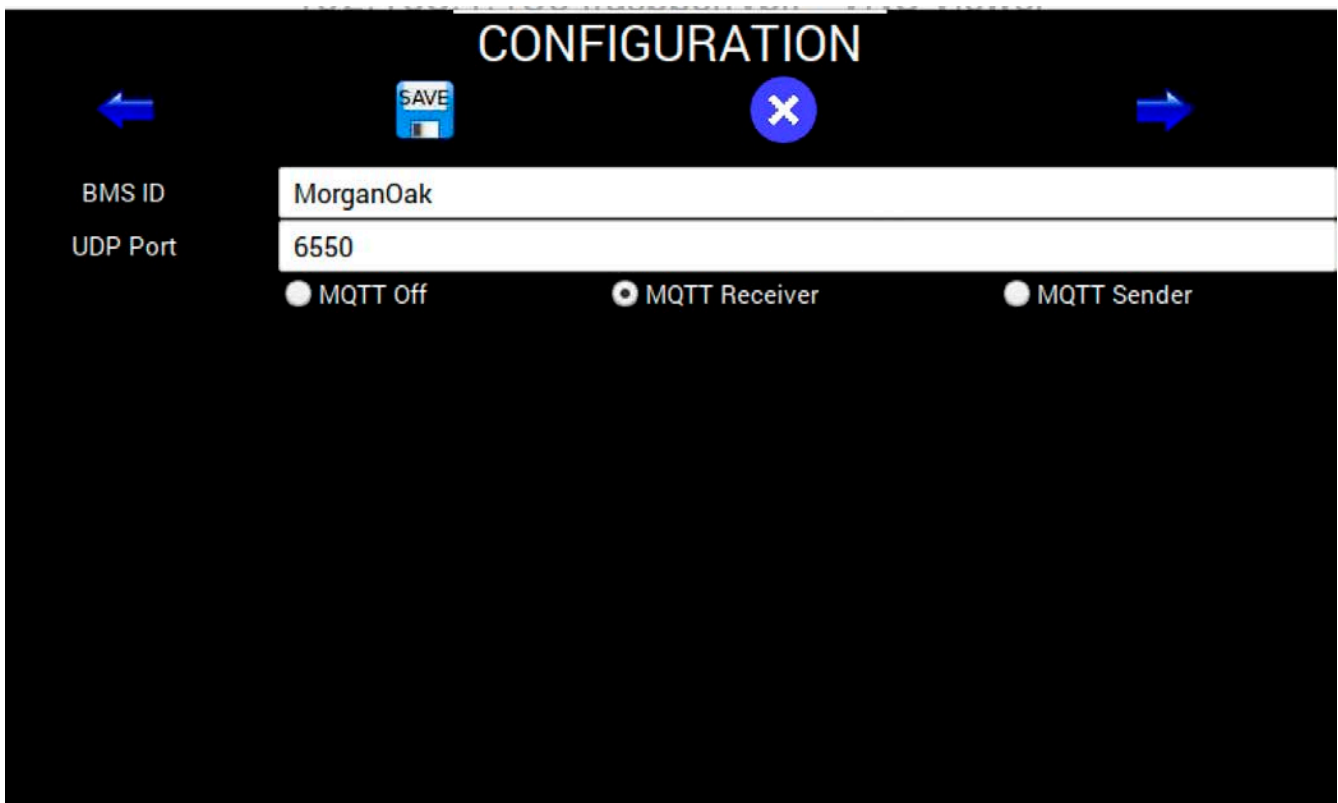 CONFIGURATION
SAVE
BMS ID MorganOak
UDP Port 6550
MQTT Off MQTT Receiver MQTT Sender